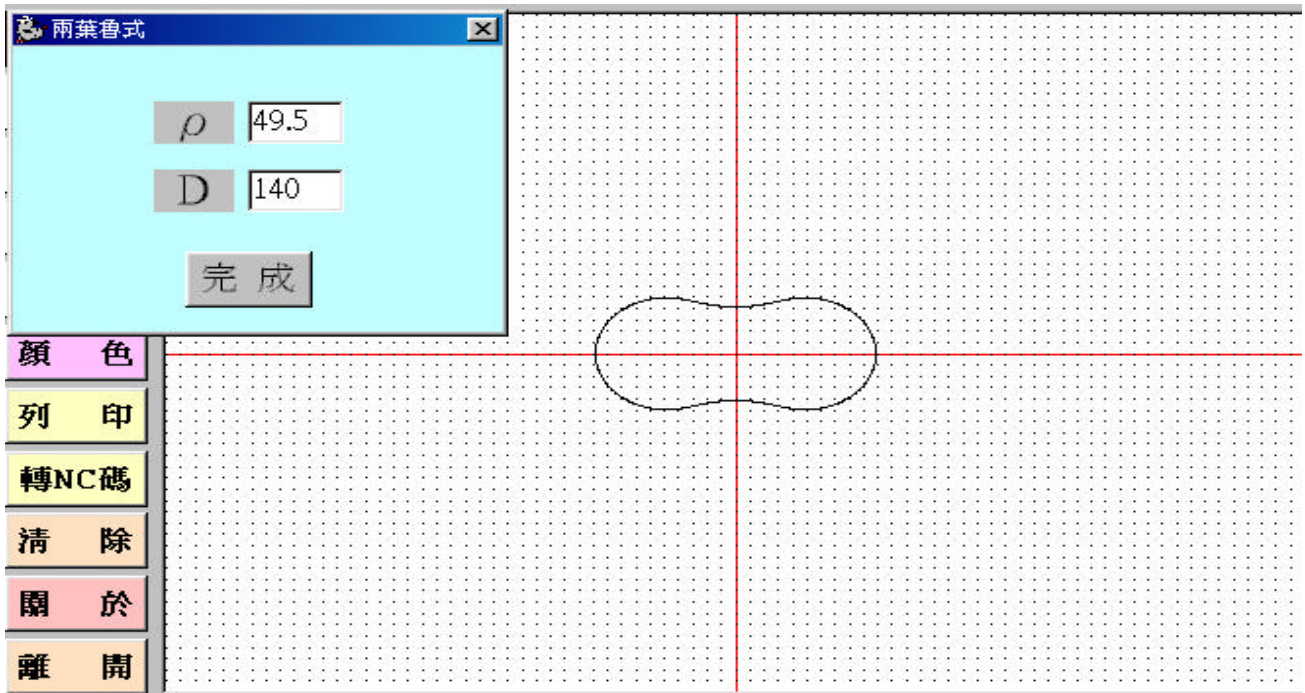 兩葉魯式
ρ 49.5
D 140
完 成
顏 色
列 印
轉NC碼
清 除
關 於
離 開